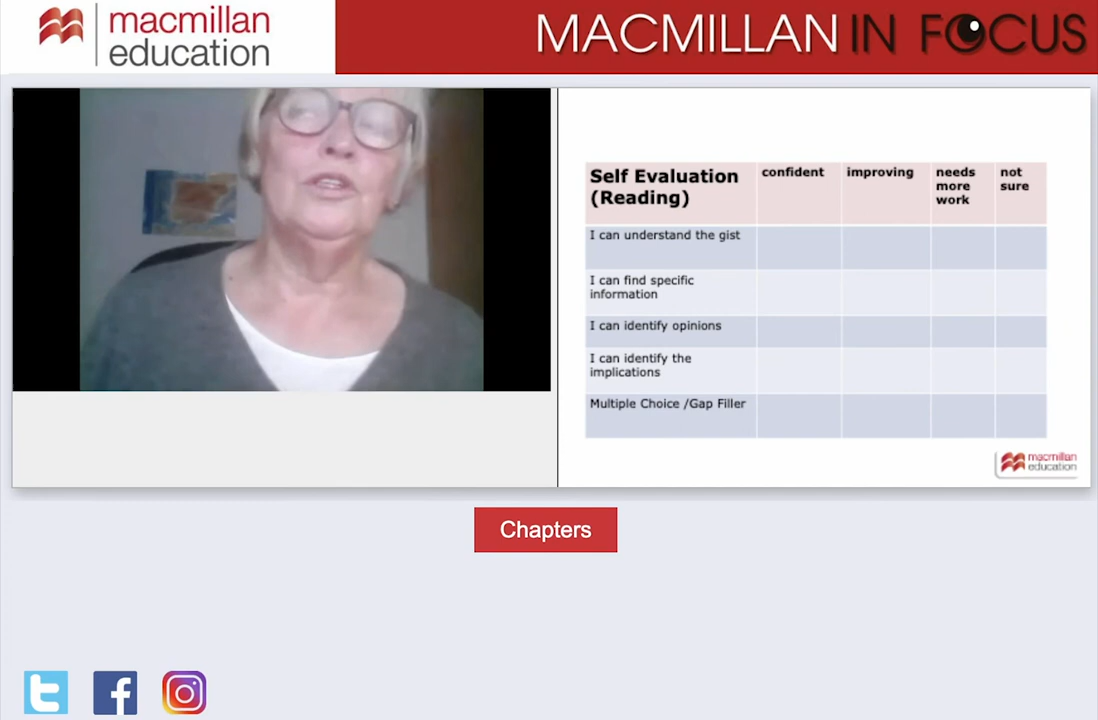 macmillan
education
MACMILLAN IN FOCUS
Self Evaluation
(Reading)
confident
improving
needs
more
work
not
sure
I can understand the gist
I can find specific
information
I can identify opinions
I can identify the
implications
Multiple Choice /Gap Filler
macmillan
education
Chapters